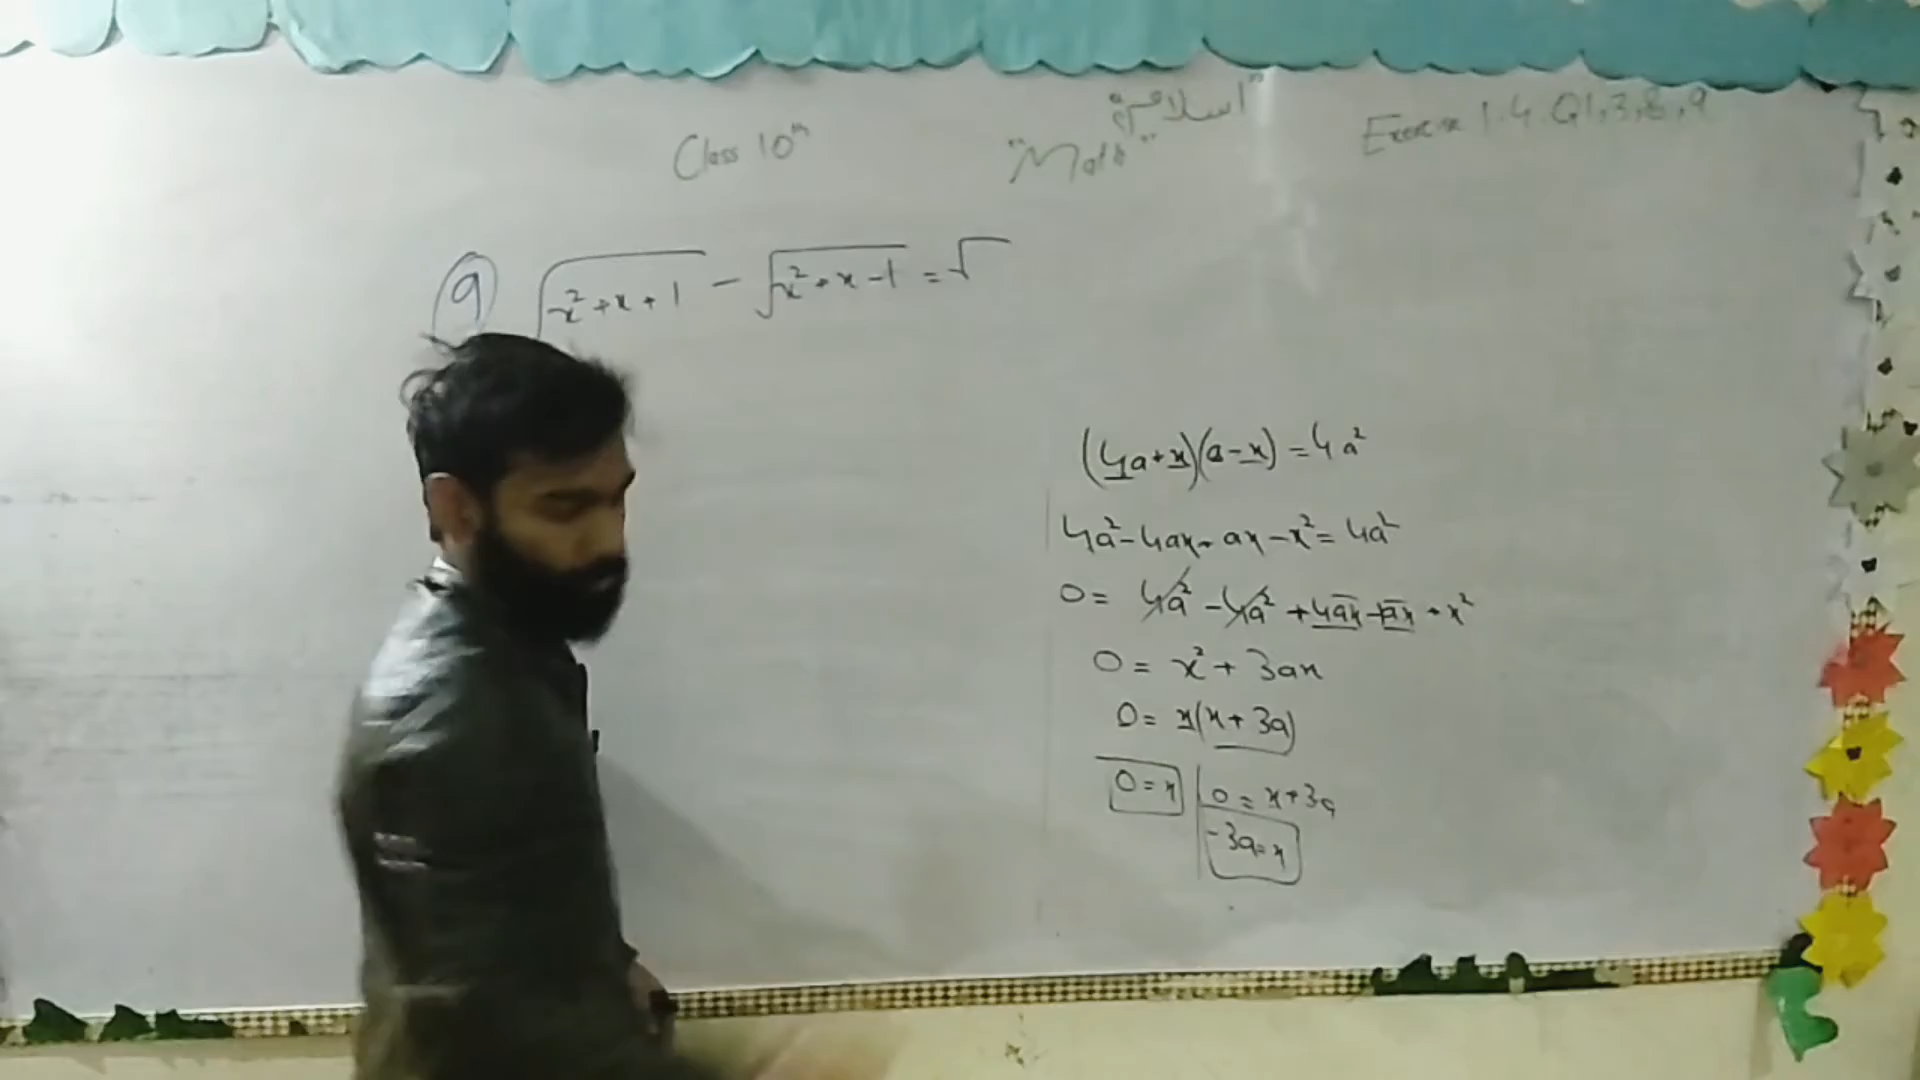 "اسلامیہ"
Class 10th "Math" Exercise 1.4 Q1,3,8,9
9 √x²+x+1 - √x²+x-1 = √
(4a+x)(a-x) = 4a²
4a²-4ax+ax-x² = 4a²
0 = 4a²-4a²+4ax-ax+x²
0 = x²+3ax
0 = x(x+3a)
0=x 0=x+3a
-3a=x